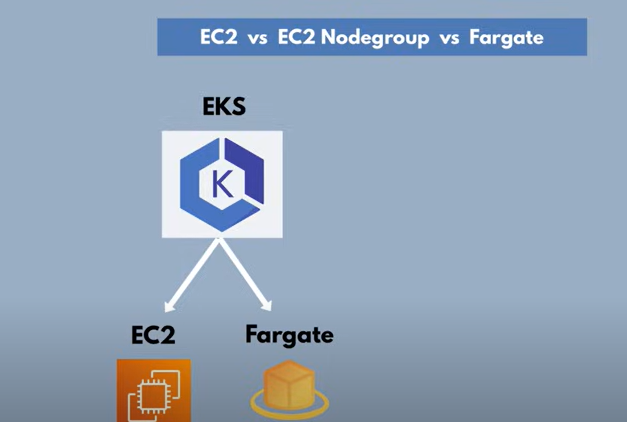 EC2 vs EC2 Nodegroup vs Fargate
EKS
K
EC2
Fargate